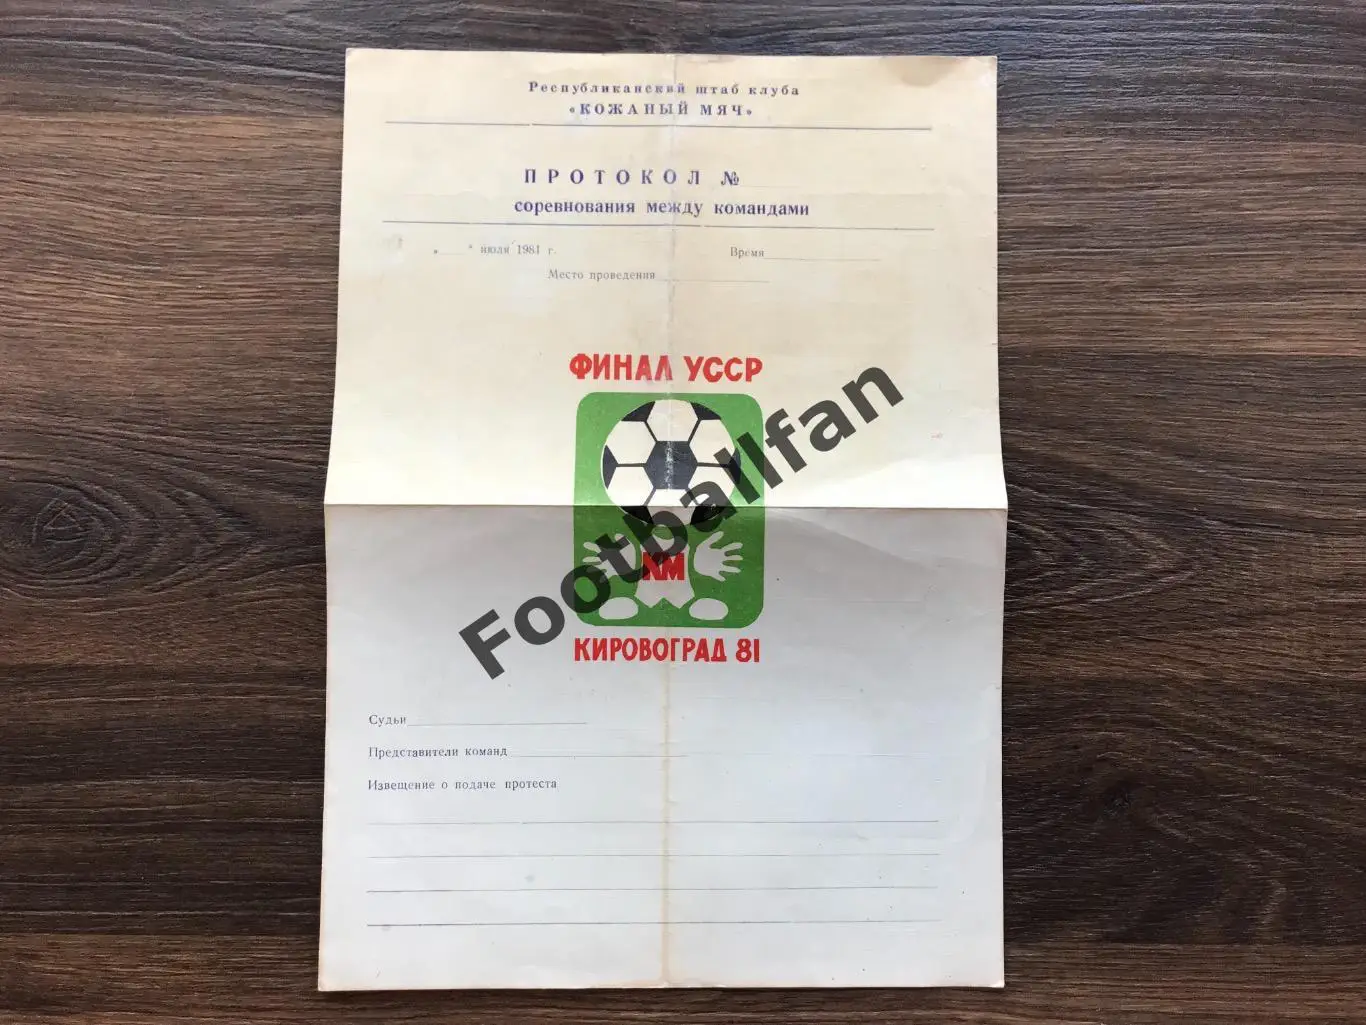 Республиканский штаб клуба
«КОЖАНЫЙ МЯЧ»
ПРОТОКОЛ №
соревнования между командами
„ “ июля 1981 г.
Время
Место проведения
ФИНАЛ УССР
КМ
Footballfan
КИРОВОГРАД 81
Судьи
Представители команд
Извещение о подаче протеста